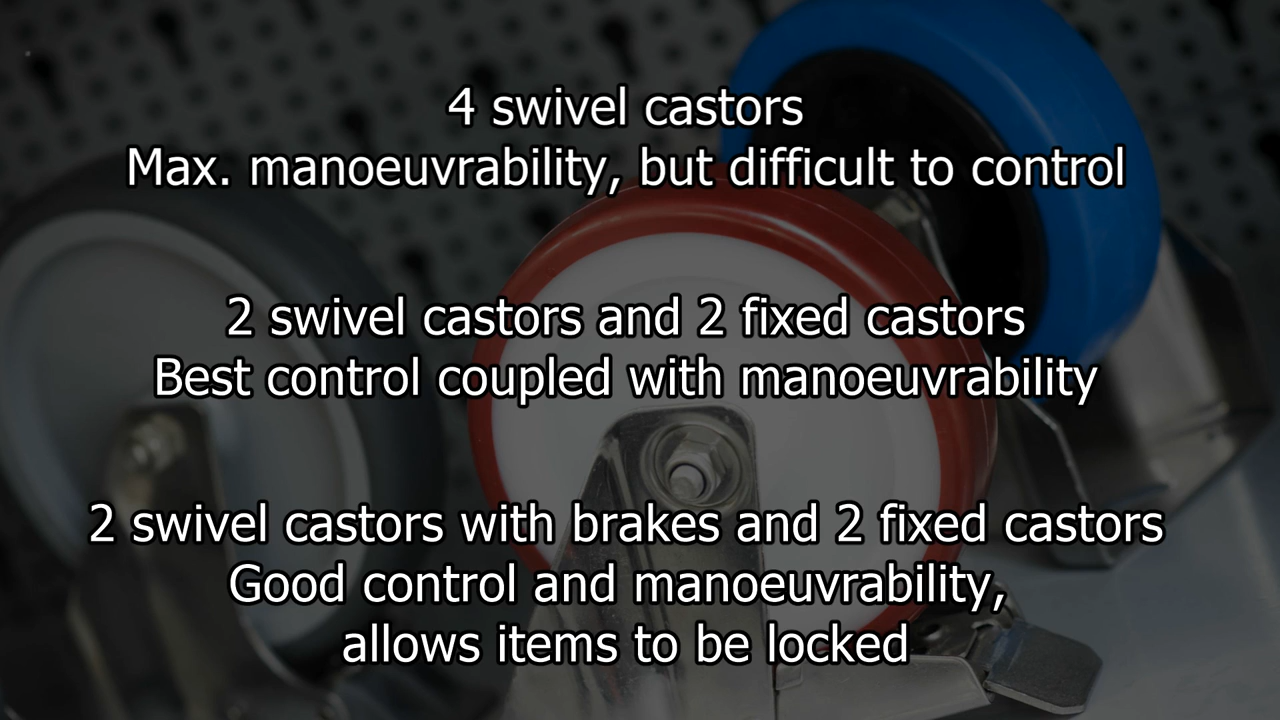 4 swivel castors
Max. manoeuvrability, but difficult to control
2 swivel castors and 2 fixed castors
Best control coupled with manoeuvrability
2 swivel castors with brakes and 2 fixed castors
Good control and manoeuvrability,
allows items to be locked